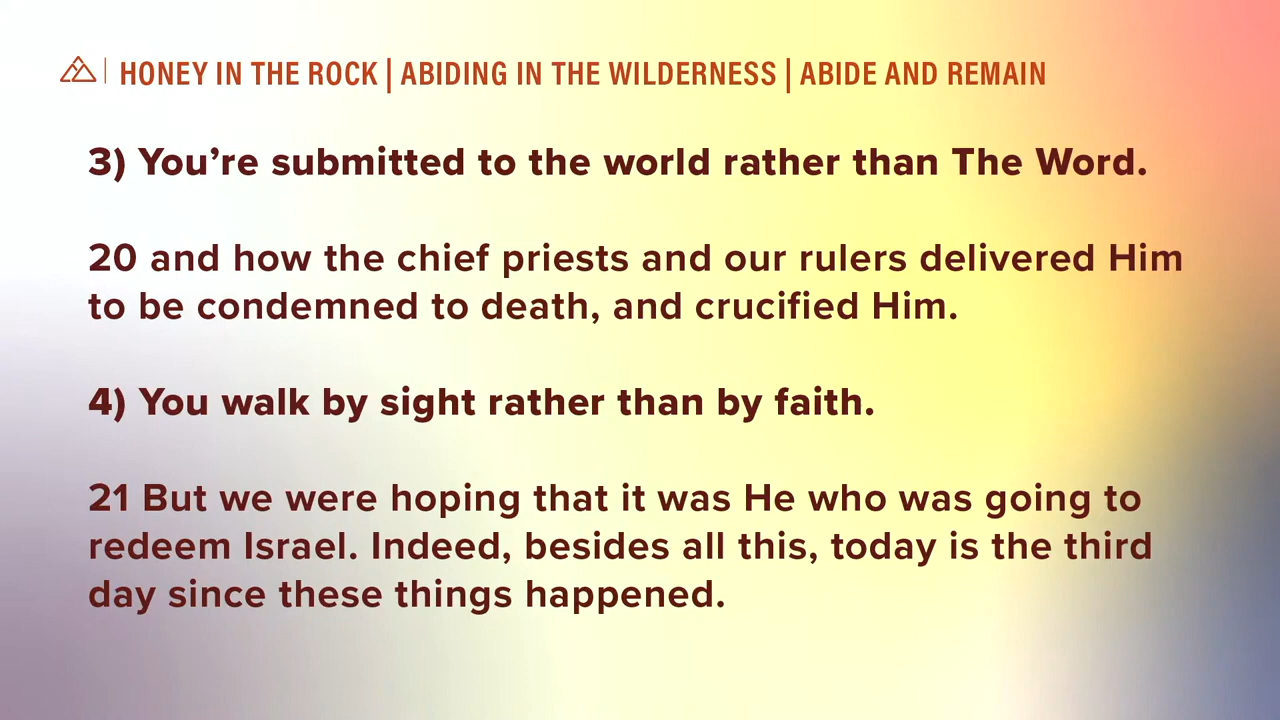 HONEY IN THE ROCK | ABIDING IN THE WILDERNESS | ABIDE AND REMAIN
3) You’re submitted to the world rather than The Word.
20 and how the chief priests and our rulers delivered Him
to be condemned to death, and crucified Him.
4) You walk by sight rather than by faith.
21 But we were hoping that it was He who was going to
redeem Israel. Indeed, besides all this, today is the third
day since these things happened.